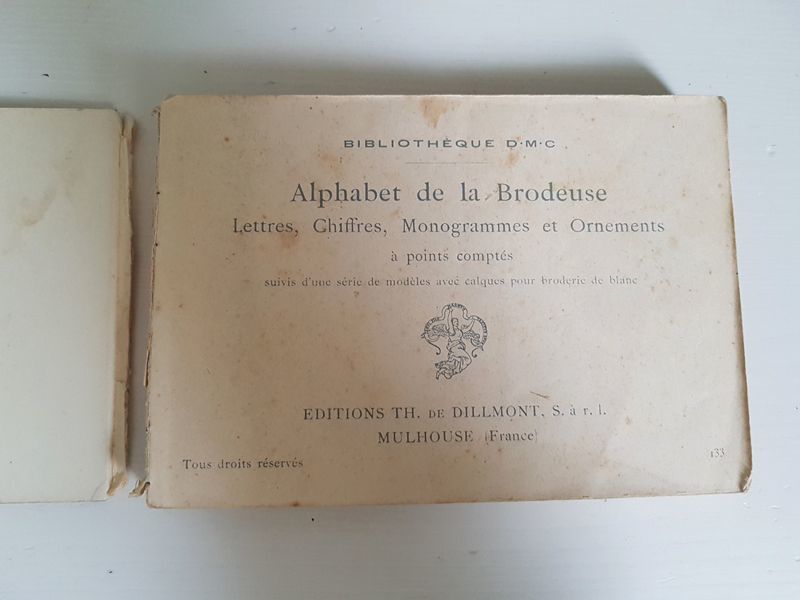 BIBLIOTHÈQUE D·M·C
Alphabet de la Brodeuse
Lettres, Chiffres, Monogrammes et Ornements
à points comptés
suivis d'une série de modèles avec calques pour broderie de blanc
EDITIONS TH. DE DILLMONT, S. à r. l.
MULHOUSE (France)
Tous droits réservés
133